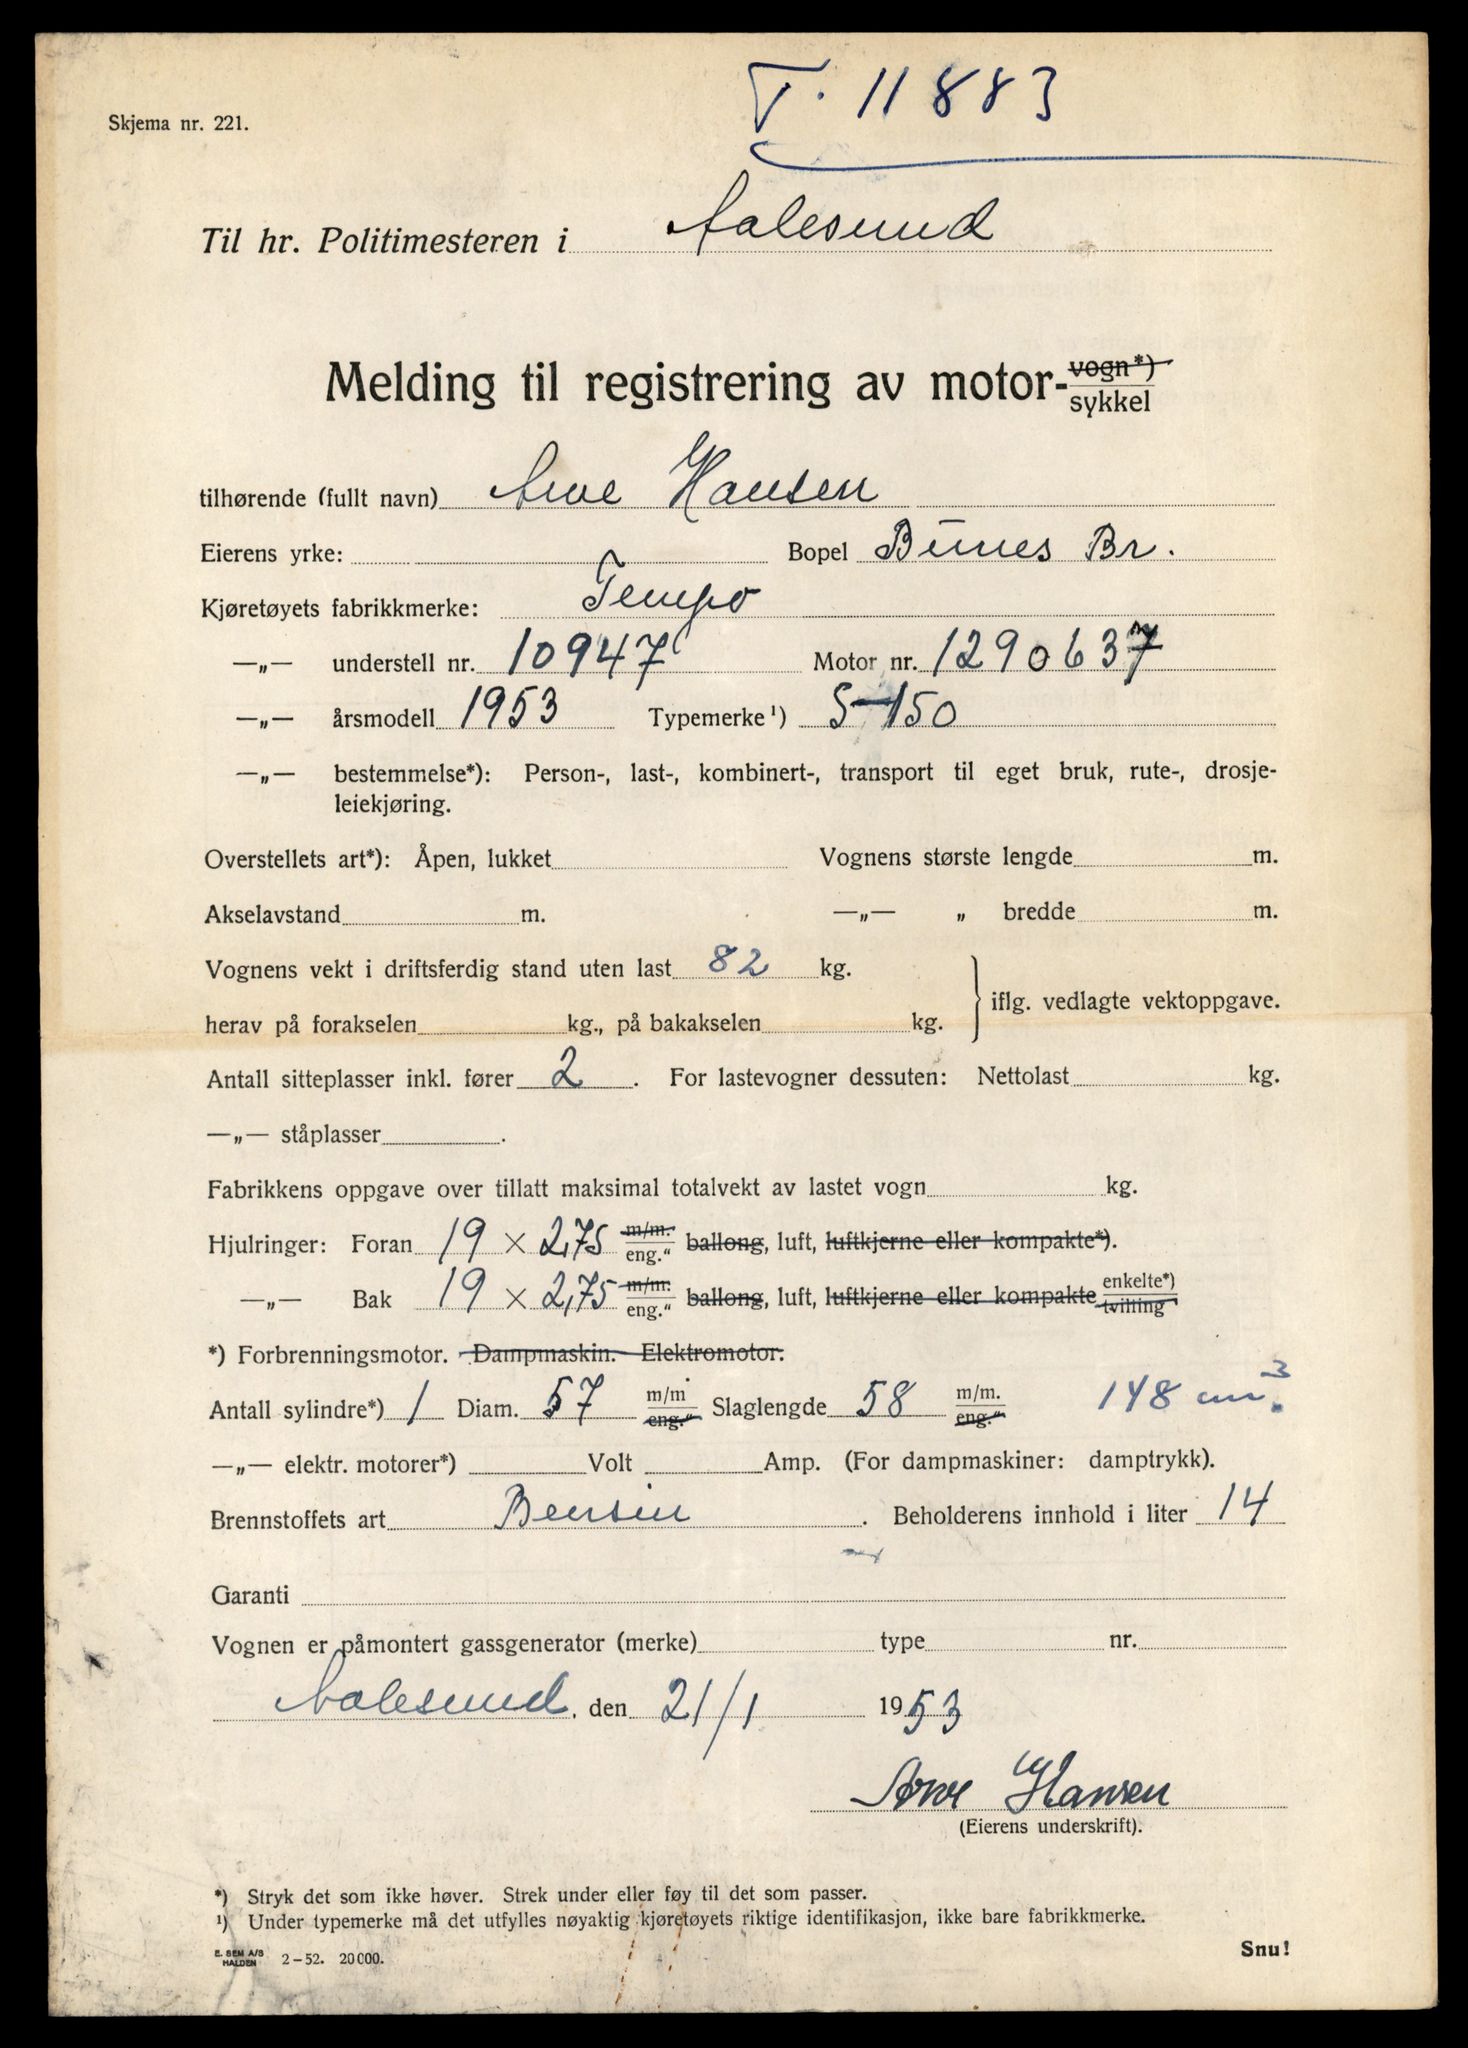 T. 11883
Skjema nr. 221.
Til hr. Politimesteren i Aalesund
Melding til registrering av motor-vogn*) sykkel
tilhørende (fullt navn) Arve Hansen
Eierens yrke: Bopel Bunes Br.
Kjøretøyets fabrikkmerke: Tempo
—„— understell nr. 10947 Motor nr. 1290637
—„— årsmodell 1953 Typemerke¹) S-150
—„— bestemmelse*): Person-, last-, kombinert-, transport til eget bruk, rute-, drosje-
leiekjøring.
Overstellets art*): Åpen, lukket Vognens største lengde m.
Akselavstand m. —„— „ bredde m.
Vognens vekt i driftsferdig stand uten last 82 kg.
iflg. vedlagte vektoppgave.
herav på forakselen kg., på bakakselen kg.
Antall sitteplasser inkl. fører 2. For lastevogner dessuten: Nettolast kg.
—„— ståplasser .
Fabrikkens oppgave over tillatt maksimal totalvekt av lastet vogn kg.
Hjulringer: Foran 19 × 2,75 m/m. eng.“ ballong, luft, luftkjerne eller kompakte*).
—„— Bak 19 × 2,75 m/m. eng.“ ballong, luft, luftkjerne eller kompakte enkelte*) tvilling
*) Forbrenningsmotor. Dampmaskin. Elektromotor.
Antall sylindre*) 1 Diam. 57 m/m eng.“ Slaglengde 58 m/m. eng.“ 148 cm³.
—„— elektr. motorer*) Volt Amp. (For dampmaskiner: damptrykk).
Brennstoffets art Bensin . Beholderens innhold i liter 14
Garanti
Vognen er påmontert gassgenerator (merke) type nr.
Aalesund, den 21/1 1953
Arve Hansen
(Eierens underskrift).
*) Stryk det som ikke høver. Strek under eller føy til det som passer.
¹) Under typemerke må det utfylles nøyaktig kjøretøyets riktige identifikasjon, ikke bare fabrikkmerke.
E. SEM A/S HALDEN 2–52. 20000.
Snu!